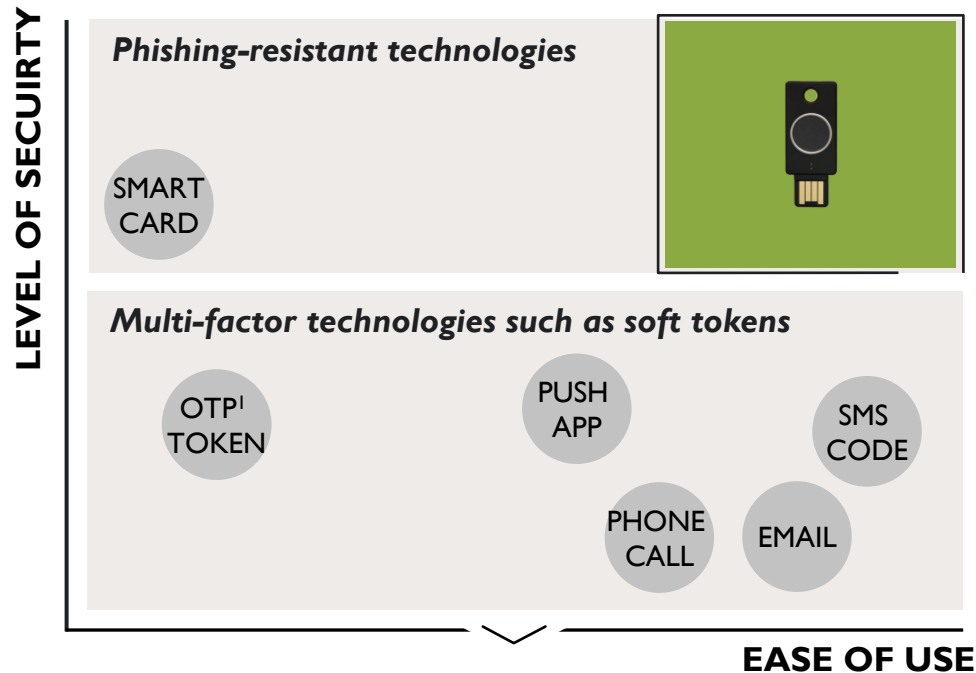 LEVEL OF SECUIRTY
Phishing-resistant technologies
SMART
CARD
Multi-factor technologies such as soft tokens
OTP¹
TOKEN
PUSH
APP
SMS
CODE
PHONE
CALL
EMAIL
EASE OF USE